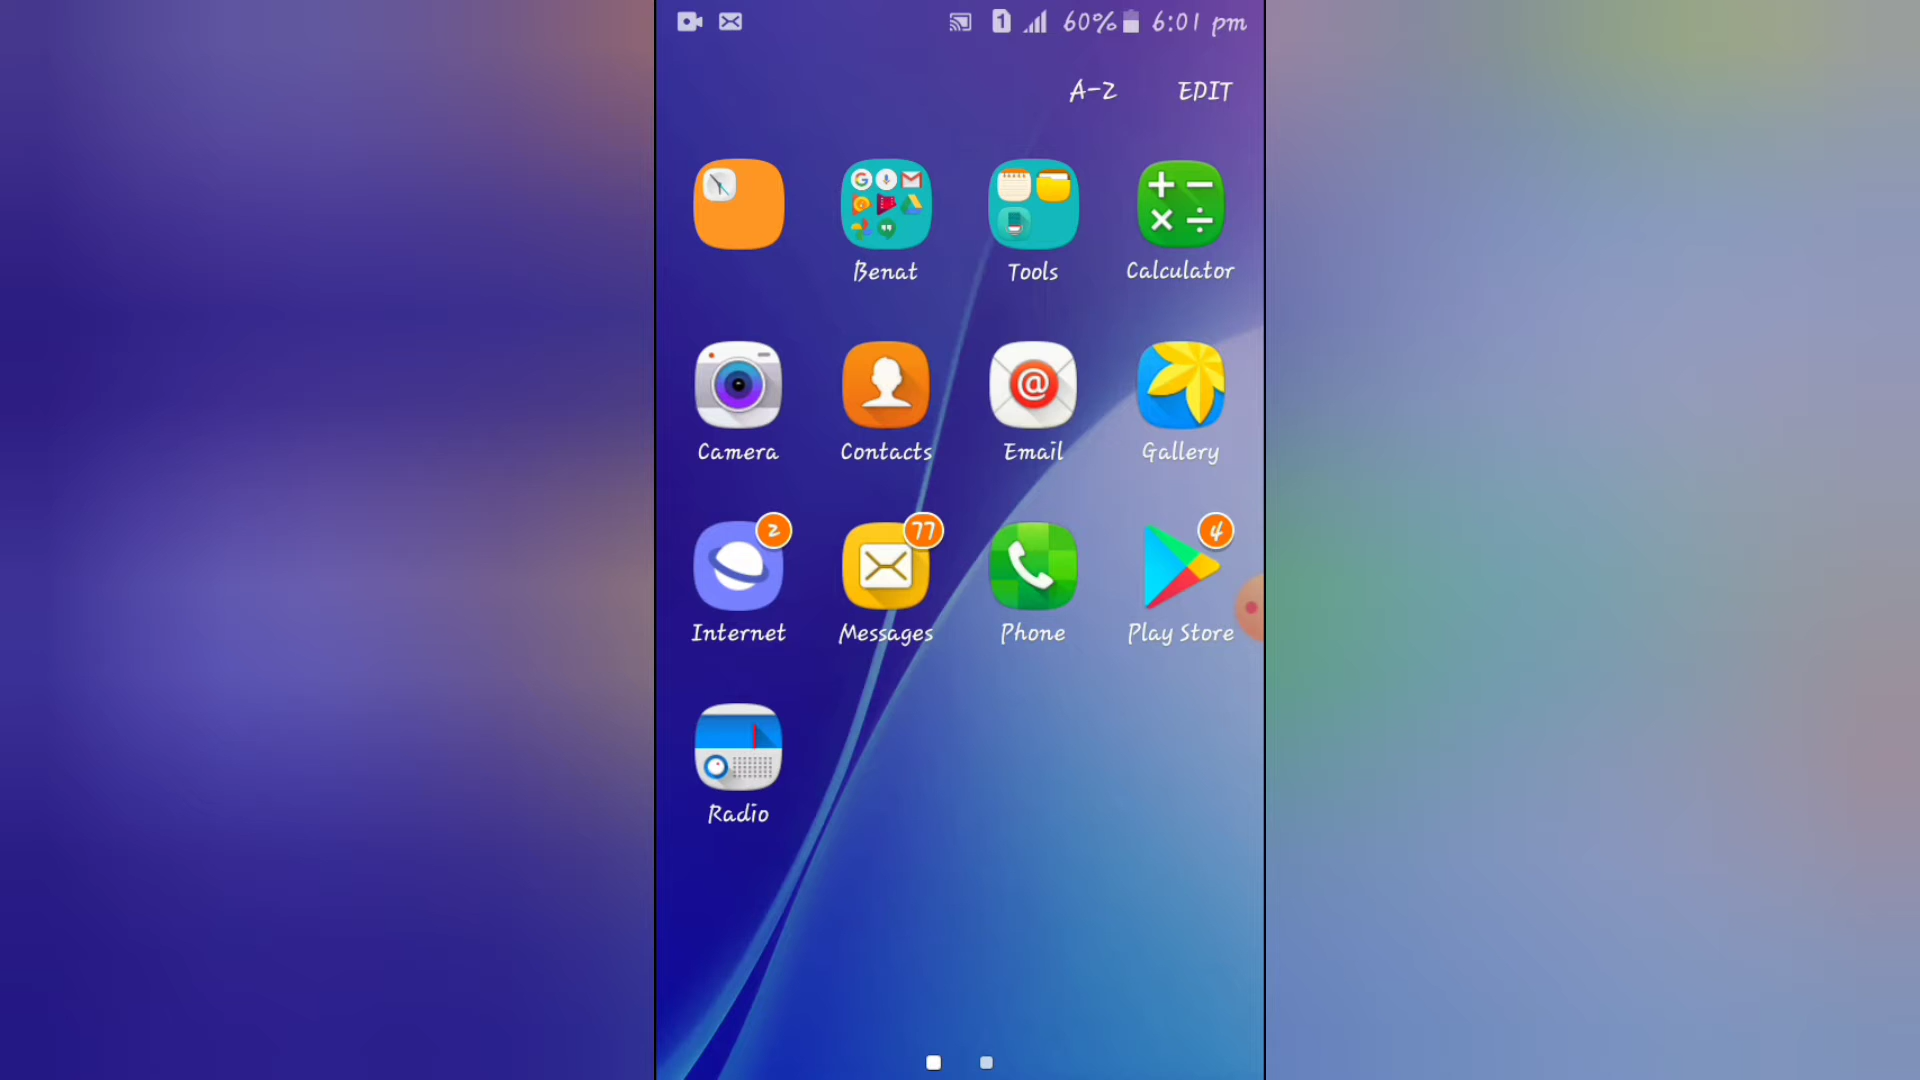 1 60% 6:01 pm
A-Z EDIT
Benat Tools Calculator
Camera Contacts Email Gallery
2 77 4
Internet Messages Phone Play Store
Radio